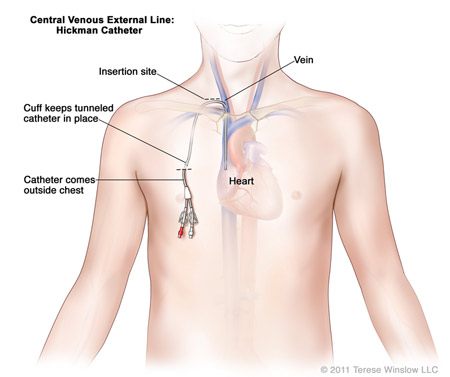 Central Venous External Line:
Hickman Catheter
Vein
Insertion site
Cuff keeps tunneled
catheter in place
Catheter comes
outside chest
Heart
© 2011 Terese Winslow LLC